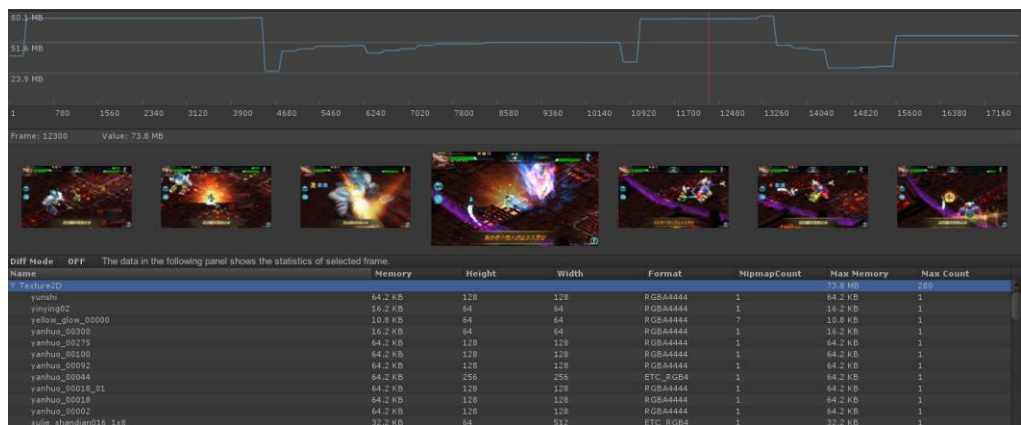 80.1 MB
51.6 MB
23.9 MB
1 780 1560 2340 3120 3900 4680 5460 6240 7020 7800 8580 9360 10140 10920 11700 12480 13260 14040 14820 15600 16380 17160
Frame: 12300 Value: 73.8 MB
Diff Mode OFF The data in the following panel shows the statistics of selected frame.
Name Memory Height Width Format MipmapCount Max Memory Max Count
Texture2D 73.8 MB 280
yunshi 64.2 KB 128 128 RGBA4444 1 64.2 KB 1
yinying02 16.2 KB 64 64 RGBA4444 1 16.2 KB 1
yellow_glow_00000 10.8 KB 64 64 RGBA4444 7 10.8 KB 1
yanhuo_00300 16.2 KB 64 64 RGBA4444 1 16.2 KB 1
yanhuo_00275 64.2 KB 128 128 RGBA4444 1 64.2 KB 1
yanhuo_00100 64.2 KB 128 128 RGBA4444 1 64.2 KB 1
yanhuo_00092 64.2 KB 128 128 RGBA4444 1 64.2 KB 1
yanhuo_00044 64.2 KB 256 256 ETC_RGB4 1 64.2 KB 1
yanhuo_00018_01 64.2 KB 128 128 RGBA4444 1 64.2 KB 1
yanhuo_00018 64.2 KB 128 128 RGBA4444 1 64.2 KB 1
yanhuo_00002 64.2 KB 128 128 RGBA4444 1 64.2 KB 1
xulie_shandian016_1x8 32.2 KB 64 512 ETC_RGB4 1 32.2 KB 1